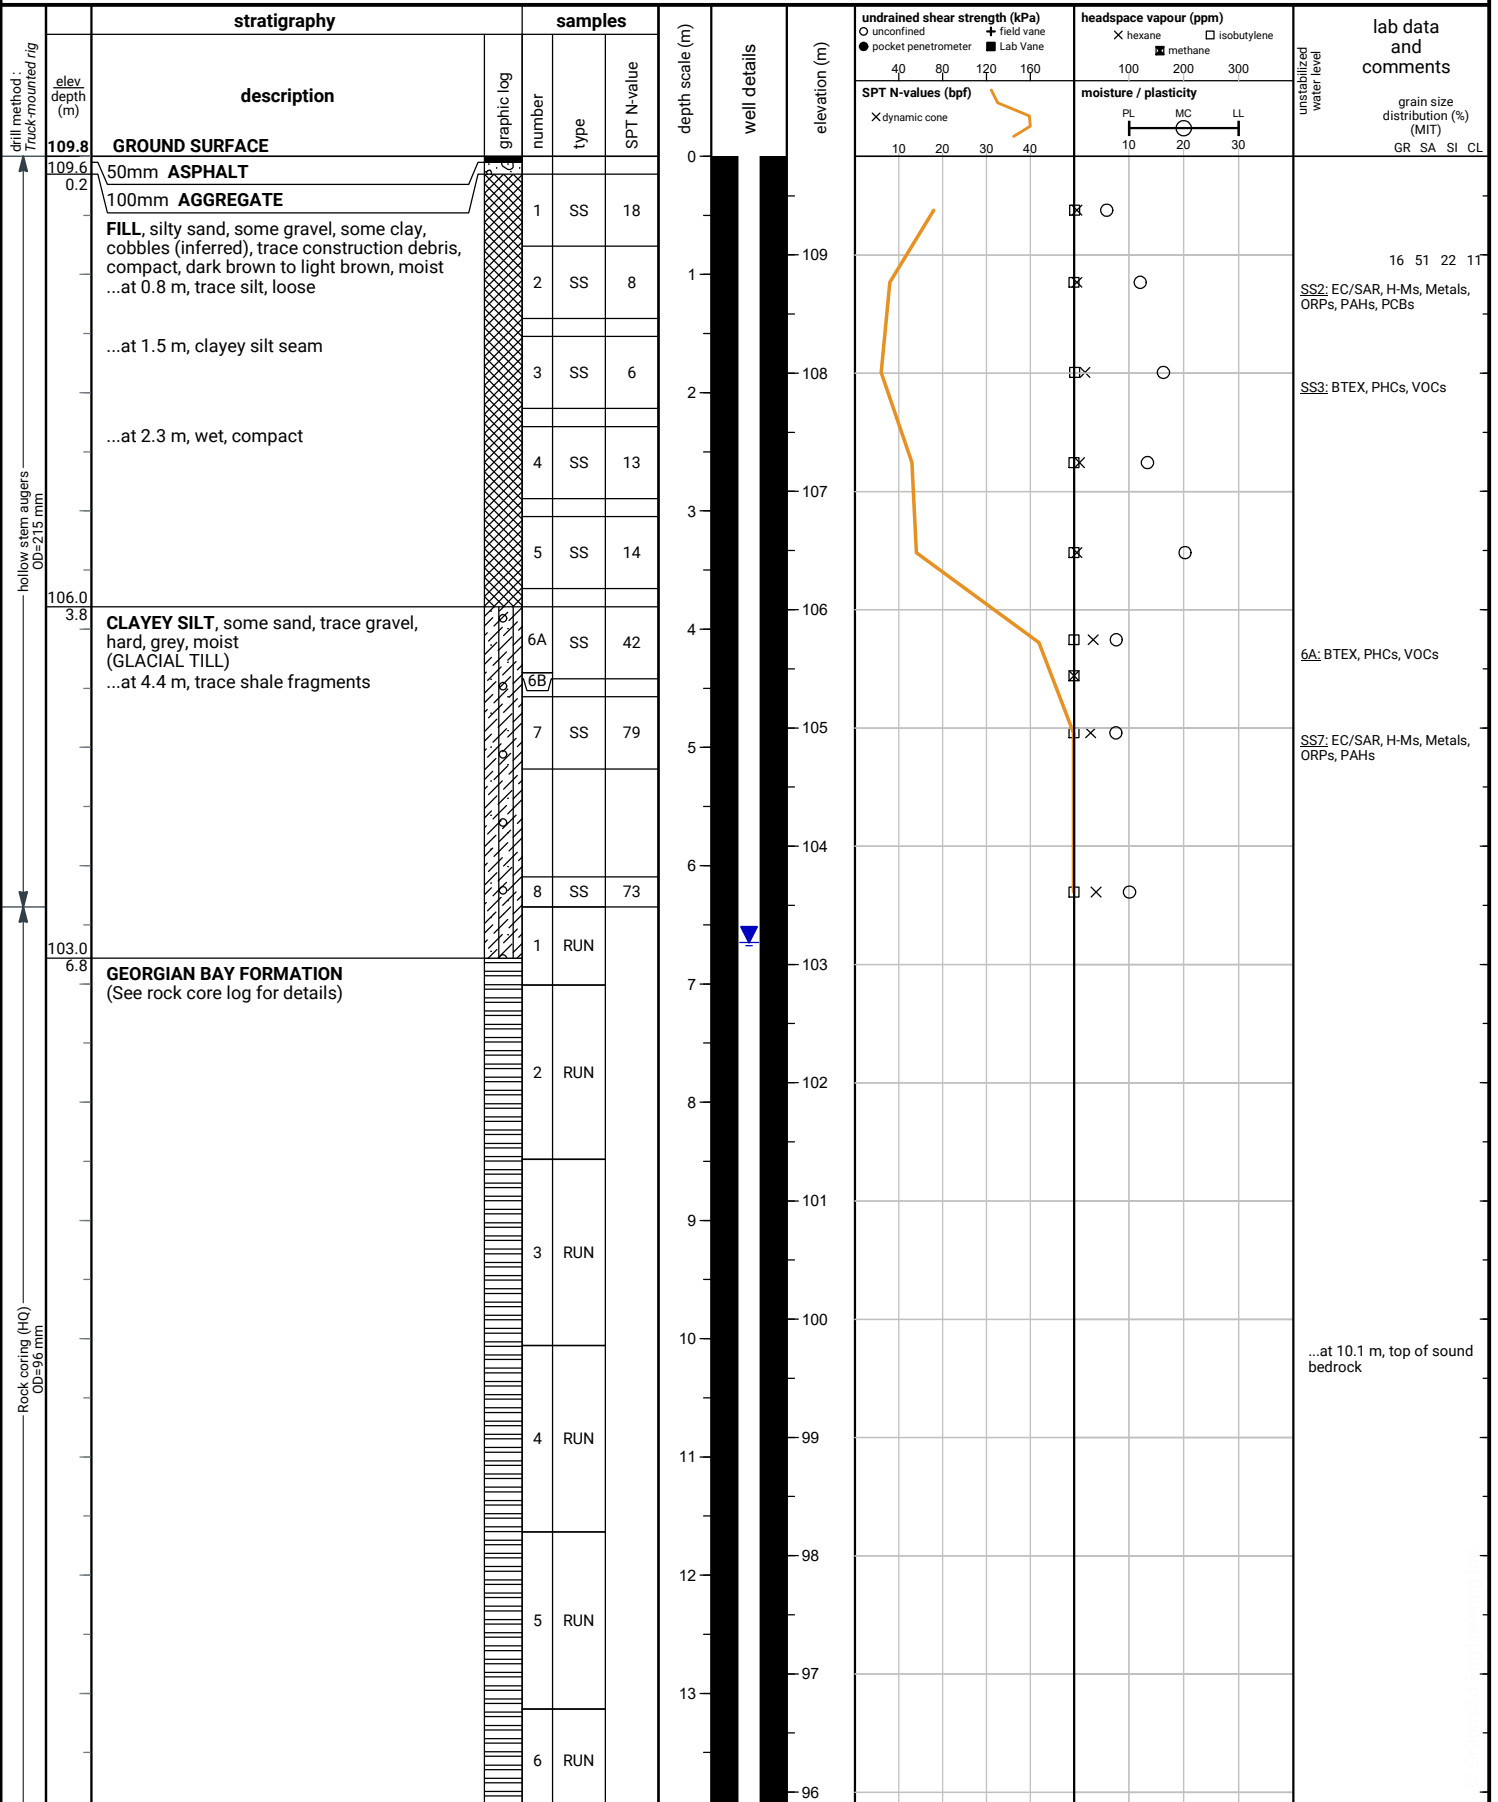 stratigraphy
samples
drill method :
Truck-mounted rig
elev
depth
(m)
description
graphic log
number
type
SPT N-value
depth scale (m)
well details
elevation (m)
undrained shear strength (kPa)
unconfined
field vane
pocket penetrometer
Lab Vane
40 80 120 160
SPT N-values (bpf)
dynamic cone
10 20 30 40
headspace vapour (ppm)
hexane
isobutylene
methane
100 200 300
moisture / plasticity
PL MC LL
10 20 30
unstabilized
water level
lab data
and
comments
grain size
distribution (%)
(MIT)
GR SA SI CL
109.8 GROUND SURFACE
109.6
0.2
50mm ASPHALT
100mm AGGREGATE
FILL, silty sand, some gravel, some clay,
cobbles (inferred), trace construction debris,
compact, dark brown to light brown, moist
...at 0.8 m, trace silt, loose
...at 1.5 m, clayey silt seam
...at 2.3 m, wet, compact
106.0
3.8
CLAYEY SILT, some sand, trace gravel,
hard, grey, moist
(GLACIAL TILL)
...at 4.4 m, trace shale fragments
103.0
6.8
GEORGIAN BAY FORMATION
(See rock core log for details)
hollow stem augers
OD=215 mm
Rock coring (HQ)
OD=96 mm
1 SS 18
2 SS 8
3 SS 6
4 SS 13
5 SS 14
6A SS 42
6B
7 SS 79
8 SS 73
1 RUN
2 RUN
3 RUN
4 RUN
5 RUN
6 RUN
0
1
2
3
4
5
6
7
8
9
10
11
12
13
109
108
107
106
105
104
103
102
101
100
99
98
97
96
16 51 22 11
SS2: EC/SAR, H-Ms, Metals,
ORPs, PAHs, PCBs
SS3: BTEX, PHCs, VOCs
6A: BTEX, PHCs, VOCs
SS7: EC/SAR, H-Ms, Metals,
ORPs, PAHs
...at 10.1 m, top of sound
bedrock